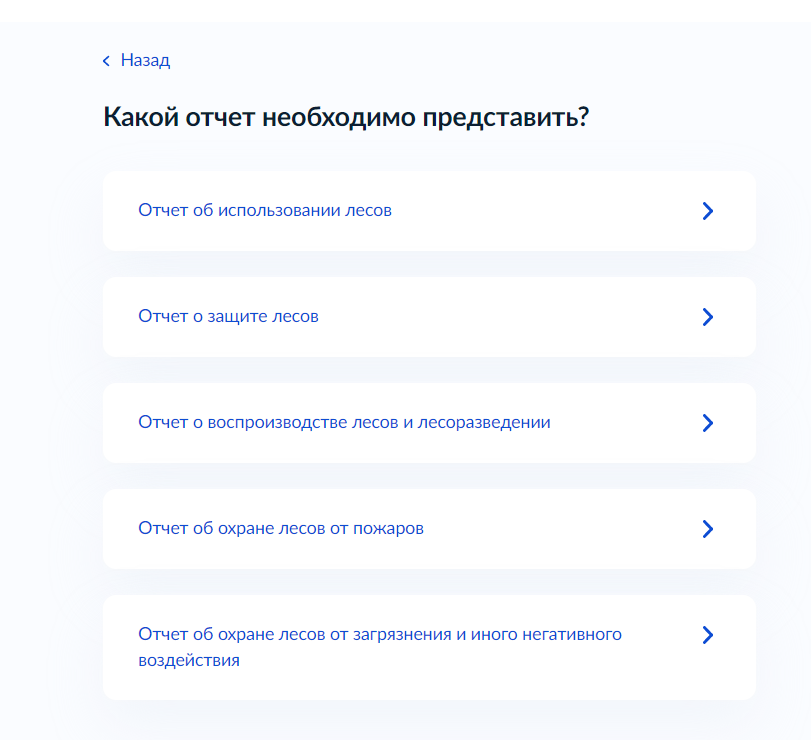 Назад
Какой отчет необходимо представить?
Отчет об использовании лесов
Отчет о защите лесов
Отчет о воспроизводстве лесов и лесоразведении
Отчет об охране лесов от пожаров
Отчет об охране лесов от загрязнения и иного негативного
воздействия